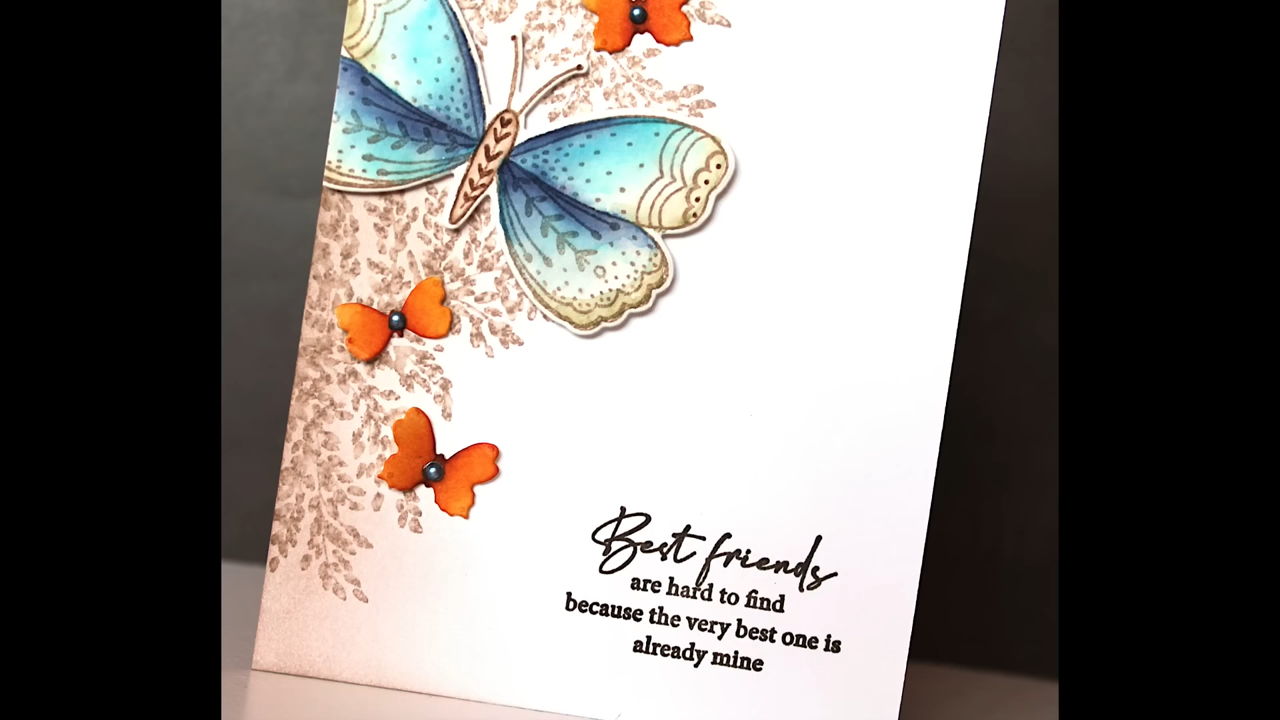 Best friends
are hard to find
because the very best one is
already mine